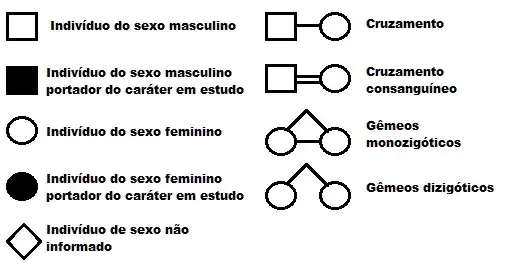 Indivíduo do sexo masculino
Indivíduo do sexo masculino
portador do caráter em estudo
Indivíduo do sexo feminino
Indivíduo do sexo feminino
portador do caráter em estudo
Indivíduo de sexo não
informado
Cruzamento
Cruzamento
consanguíneo
Gêmeos
monozigóticos
Gêmeos dizigóticos